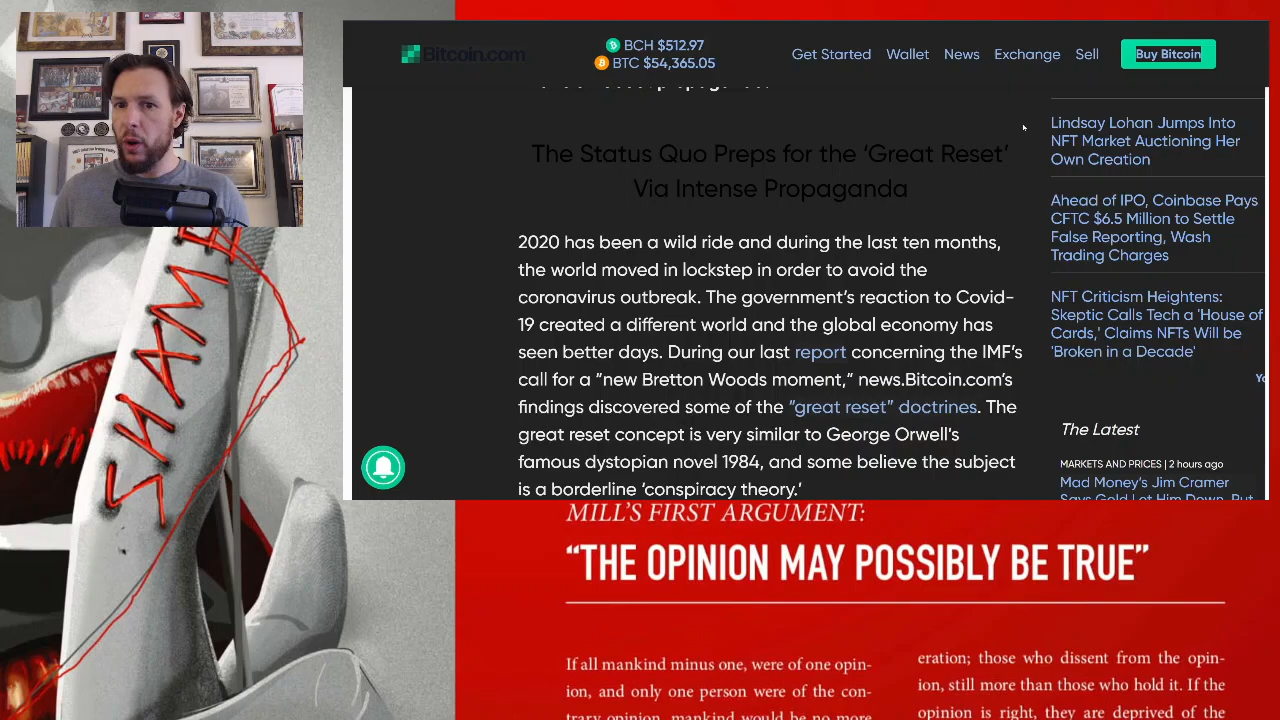 Bitcoin.com
BCH $512.97
BTC $54,365.05
Get Started Wallet News Exchange Sell Buy Bitcoin
The Status Quo Preps for the ‘Great Reset’
Via Intense Propaganda
2020 has been a wild ride and during the last ten months,
the world moved in lockstep in order to avoid the
coronavirus outbreak. The government’s reaction to Covid-
19 created a different world and the global economy has
seen better days. During our last report concerning the IMF’s
call for a “new Bretton Woods moment,” news.Bitcoin.com’s
findings discovered some of the “great reset” doctrines. The
great reset concept is very similar to George Orwell’s
famous dystopian novel 1984, and some believe the subject
is a borderline ‘conspiracy theory.’
Lindsay Lohan Jumps Into
NFT Market Auctioning Her
Own Creation
Ahead of IPO, Coinbase Pays
CFTC $6.5 Million to Settle
False Reporting, Wash
Trading Charges
NFT Criticism Heightens:
Skeptic Calls Tech a 'House of
Cards,' Claims NFTs Will be
'Broken in a Decade'
The Latest
MARKETS AND PRICES | 2 hours ago
Mad Money’s Jim Cramer
Says Gold Let Him Down, Put
SHAME
MILL’S FIRST ARGUMENT:
“THE OPINION MAY POSSIBLY BE TRUE”
If all mankind minus one, were of one opin-
ion, and only one person were of the con-
trary opinion, mankind would be no more
eration; those who dissent from the opin-
ion, still more than those who hold it. If the
opinion is right, they are deprived of the